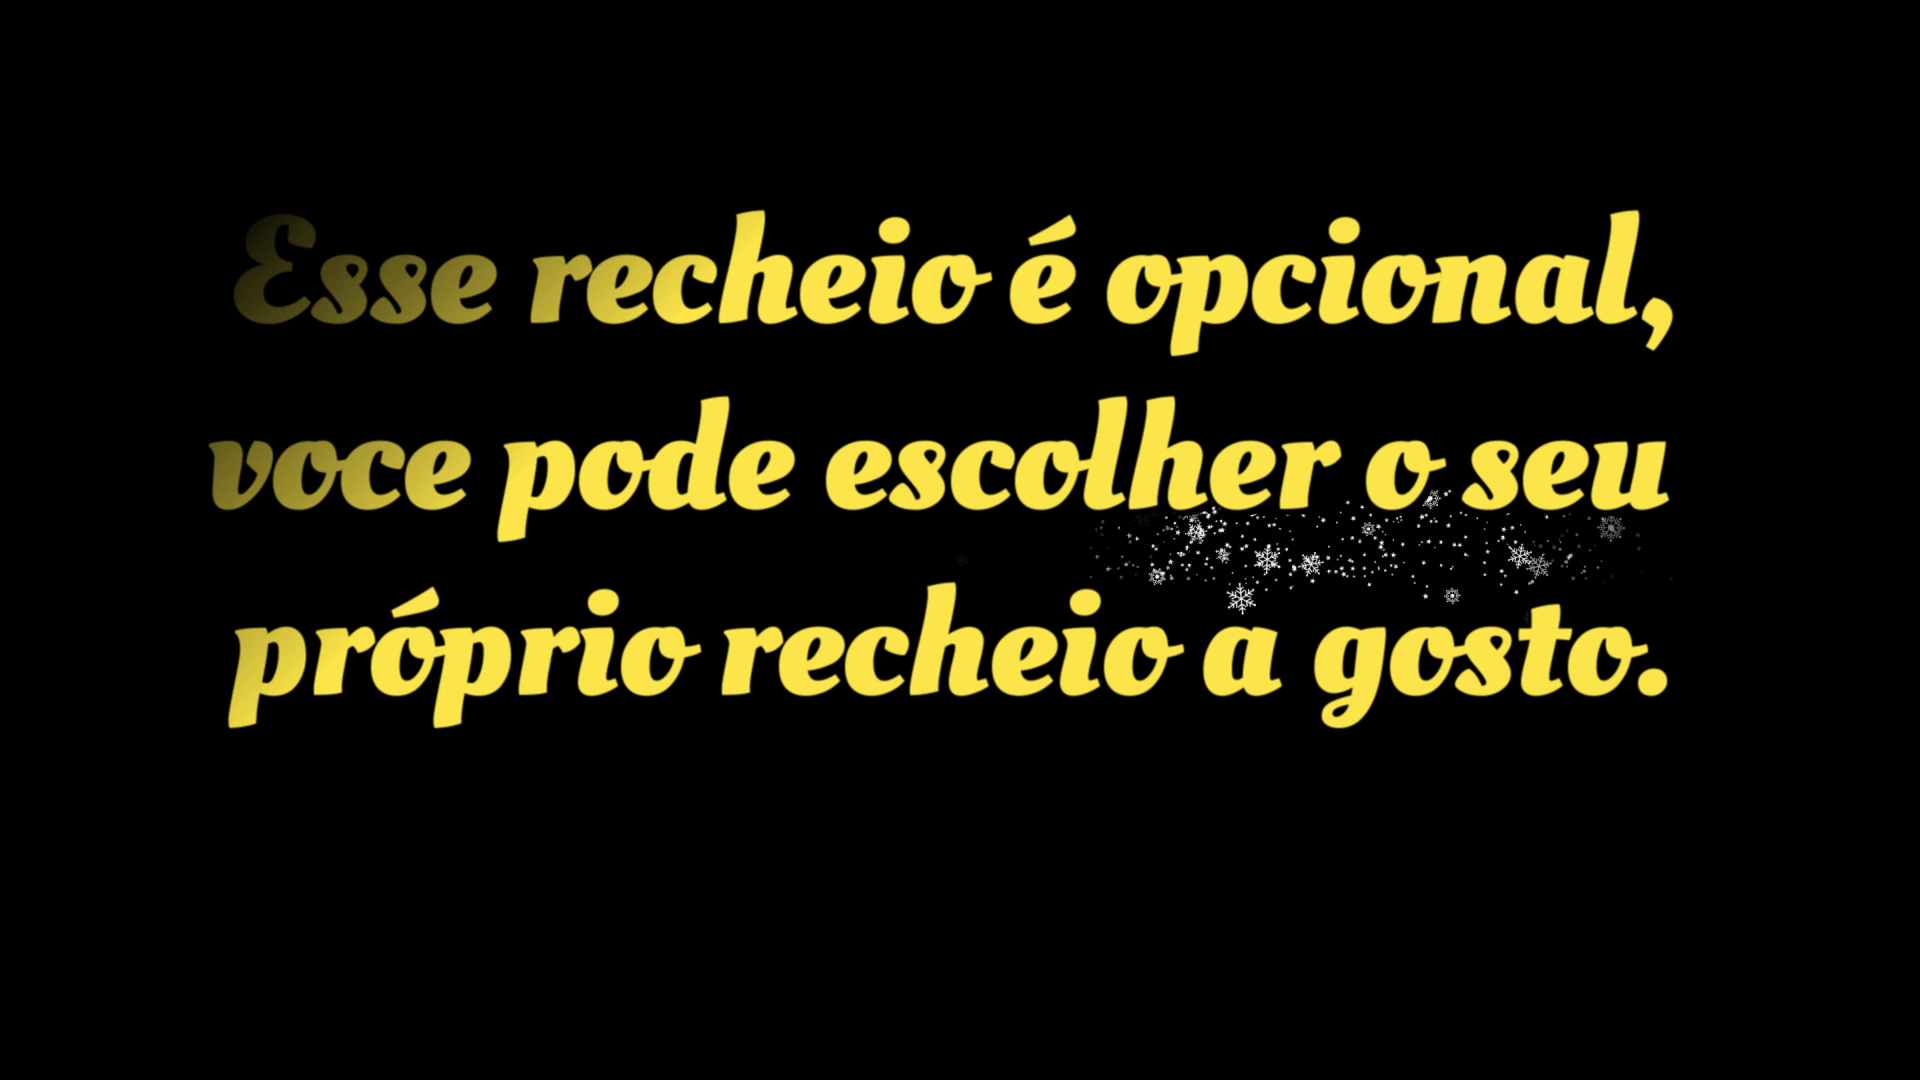 Esse recheio é opcional,
voce pode escolher o seu
próprio recheio a gosto.